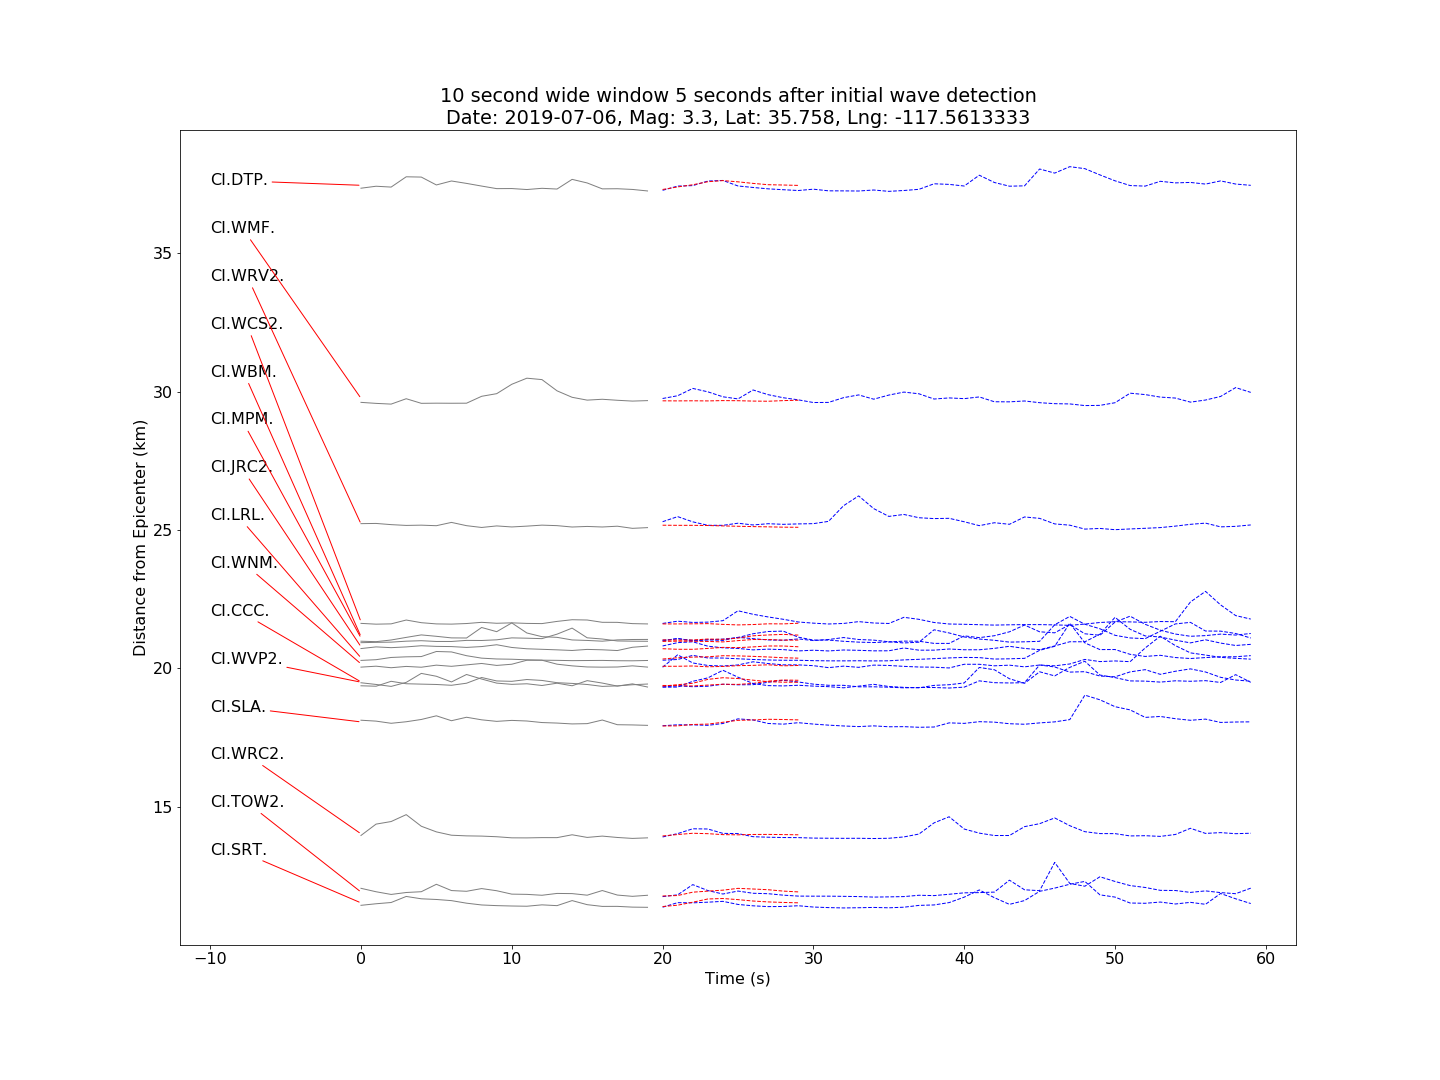 10 second wide window 5 seconds after initial wave detection
Date: 2019-07-06, Mag: 3.3, Lat: 35.758, Lng: -117.5613333
CI.DTP.
CI.WMF.
35
CI.WRV2.
CI.WCS2.
CI.WBM.
30
CI.MPM.
CI.JRC2.
CI.LRL.
25
CI.WNM.
CI.CCC.
CI.WVP2.
20
CI.SLA.
CI.WRC2.
CI.TOW2.
15
CI.SRT.
Distance from Epicenter (km)
−10 0 10 20 30 40 50 60
Time (s)